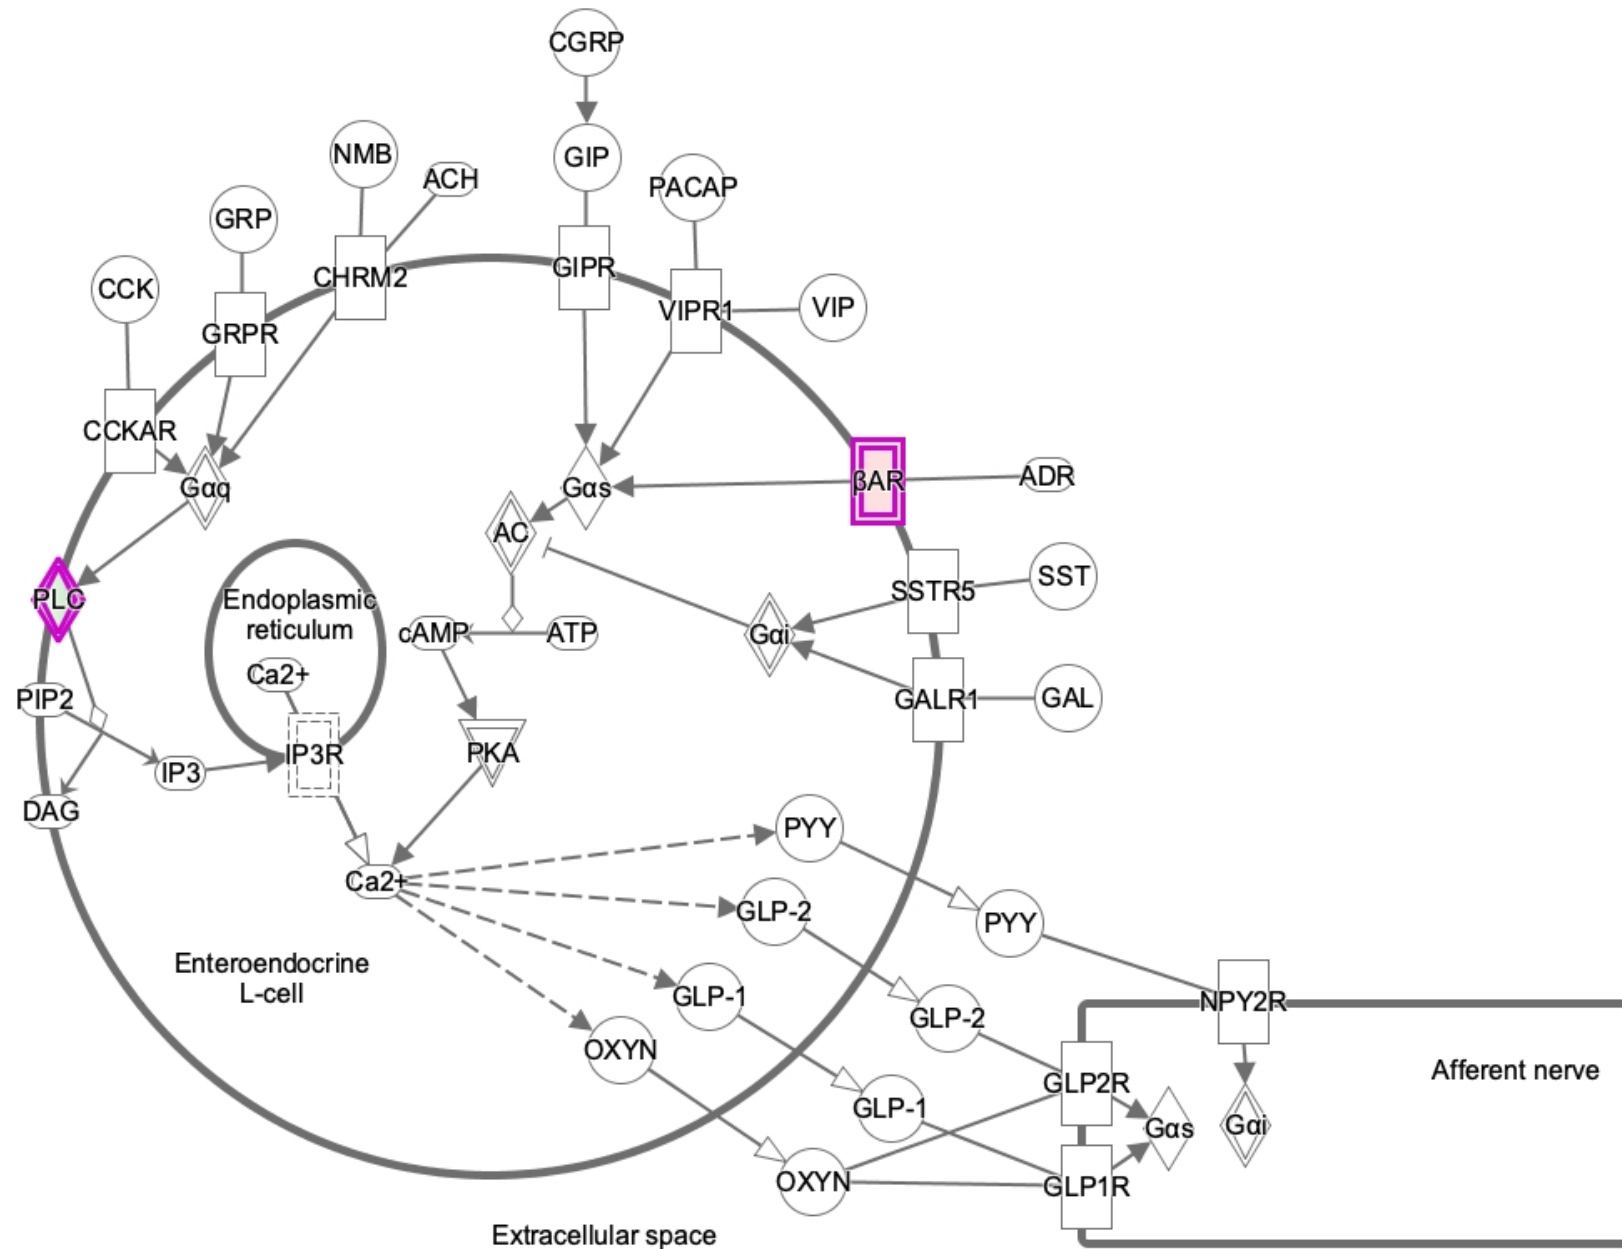 CGRP
NMB
GIP
ACH
PACAP
GRP
CHRM2
GIPR
CCK
VIPR1
VIP
GRPR
CCKAR
Gαq
Gαs
βAR
ADR
AC
SST
SSTR5
PLC
Endoplasmic
reticulum
cAMP
ATP
Gαi
Ca2+
PIP2
GALR1
GAL
IP3R
PKA
IP3
DAG
PYY
Ca2+
GLP-2
PYY
Enteroendocrine
L-cell
GLP-1
NPY2R
GLP-2
OXYN
Afferent nerve
GLP2R
GLP-1
Gαs
Gαi
OXYN
GLP1R
Extracellular space